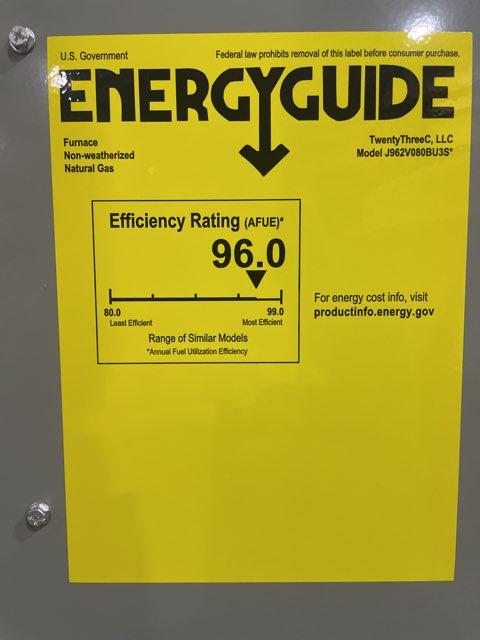 U.S. Government
Federal law prohibits removal of this label before consumer purchase.
ENERGYGUIDE
Furnace
Non-weatherized
Natural Gas
TwentyThreeC, LLC
Model J962V080BU3S*
Efficiency Rating (AFUE)*
96.0
80.0 99.0
Least Efficient Most Efficient
Range of Similar Models
*Annual Fuel Utilization Efficiency
For energy cost info, visit
productinfo.energy.gov